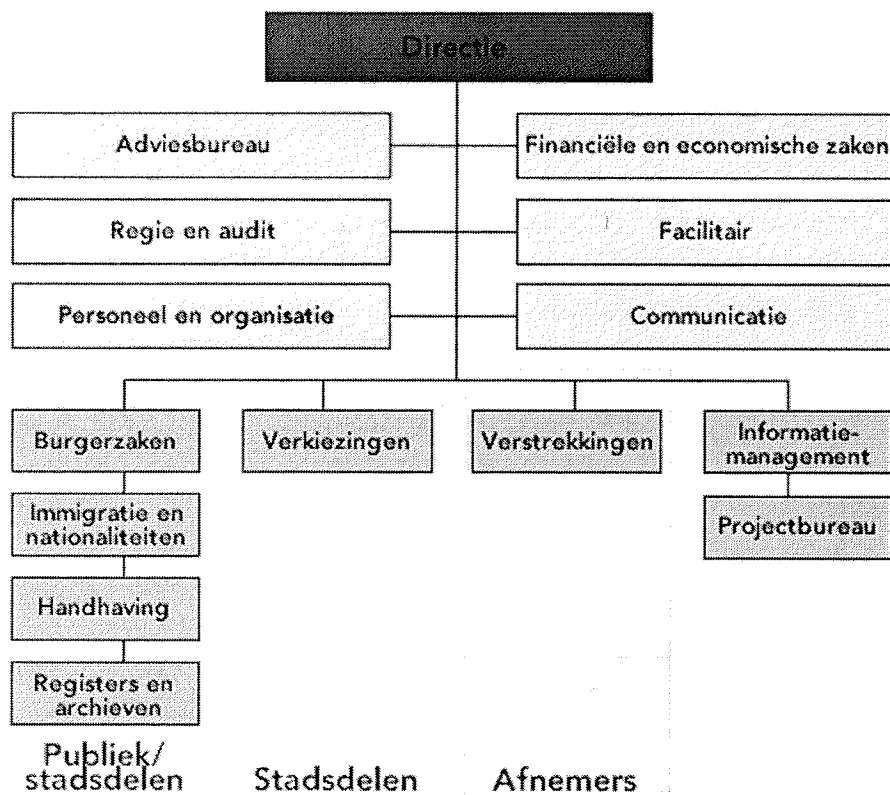 Directie
Adviesbureau
Financiële en economische zaken
Regie en audit
Facilitair
Personeel en organisatie
Communicatie
Burgerzaken
Verkiezingen
Verstrekkingen
Informatie-
management
Immigratie en
nationaliteiten
Projectbureau
Handhaving
Registers en
archieven
Publiek/
stadsdelen
Stadsdelen
Afnemers